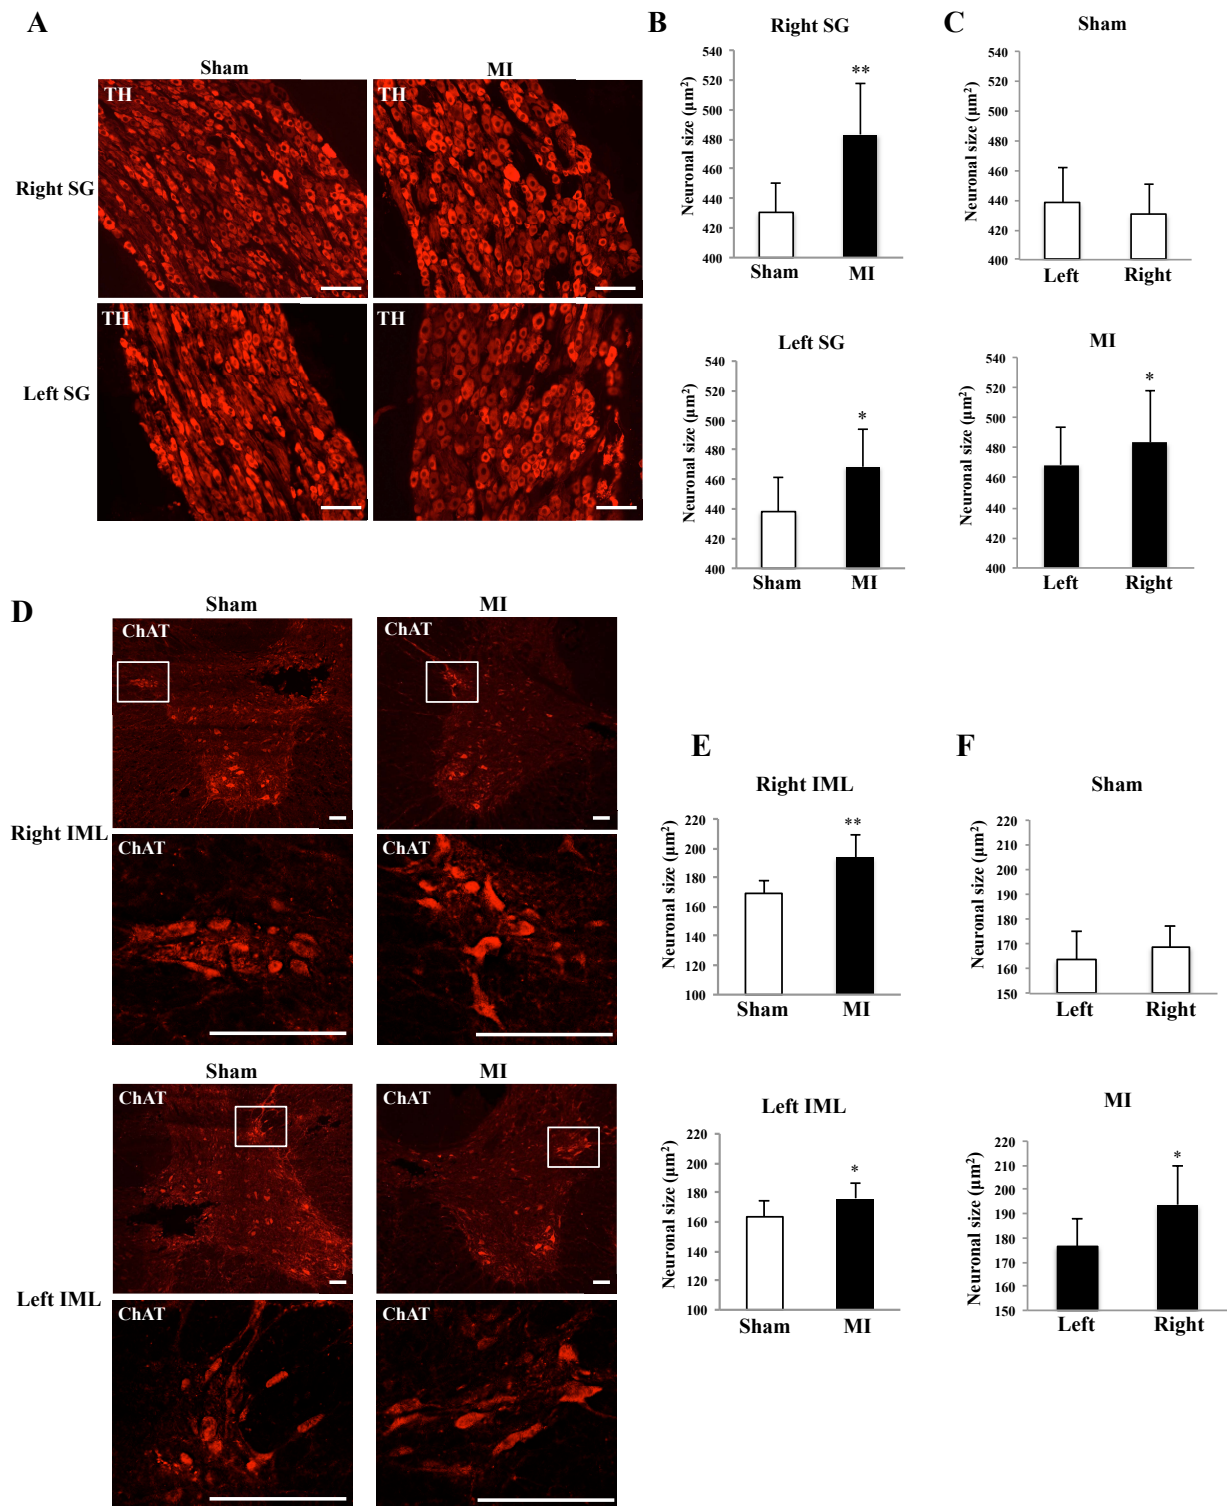 A
Sham
MI
TH
TH
Right SG
TH
TH
Left SG
B
Right SG
Neuronal size (µm²)
540
520
500
480
460
440
420
400
**
Sham
MI
Left SG
Neuronal size (µm²)
540
520
500
480
460
440
420
400
*
Sham
MI
C
Sham
Neuronal size (µm²)
540
520
500
480
460
440
420
400
Left
Right
MI
Neuronal size (µm²)
540
520
500
480
460
440
420
400
*
Left
Right
D
Sham
MI
ChAT
ChAT
Right IML
ChAT
ChAT
Sham
MI
ChAT
ChAT
Left IML
ChAT
ChAT
E
Right IML
Neuronal size (µm²)
220
200
180
160
140
120
100
**
Sham
MI
Left IML
Neuronal size (µm²)
220
200
180
160
140
120
100
*
Sham
MI
F
Sham
Neuronal size (µm²)
220
210
200
190
180
170
160
150
Left
Right
MI
Neuronal size (µm²)
220
210
200
190
180
170
160
150
*
Left
Right